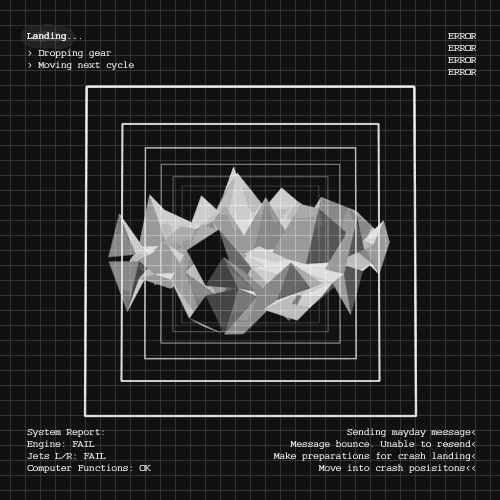 Landing...
› Dropping gear
› Moving next cycle
ERROR
ERROR
ERROR
ERROR
System Report:
Engine: FAIL
Jets L/R: FAIL
Computer Functions: OK
Sending mayday message‹
Message bounce. Unable to resend‹
Make preparations for crash landing‹
Move into crash posisitons‹‹